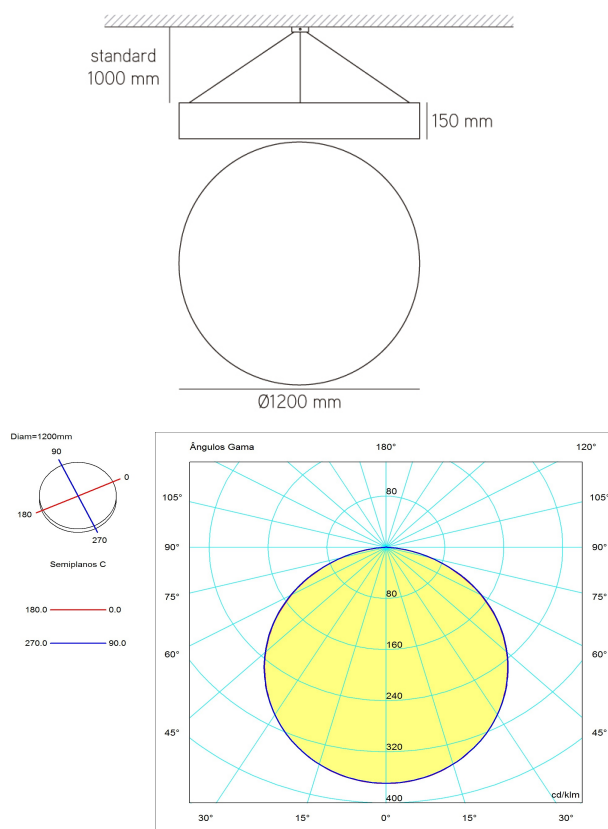 standard
1000 mm
150 mm
Ø1200 mm
Diam=1200mm
90
0
180
270
Semiplanos C
180.0 0.0
270.0 90.0
Ângulos Gama 180° 120°
105° 80 105°
90° 90°
75° 80 75°
60° 160 60°
240
45° 320 45°
400 cd/klm
30° 15° 0° 15° 30°